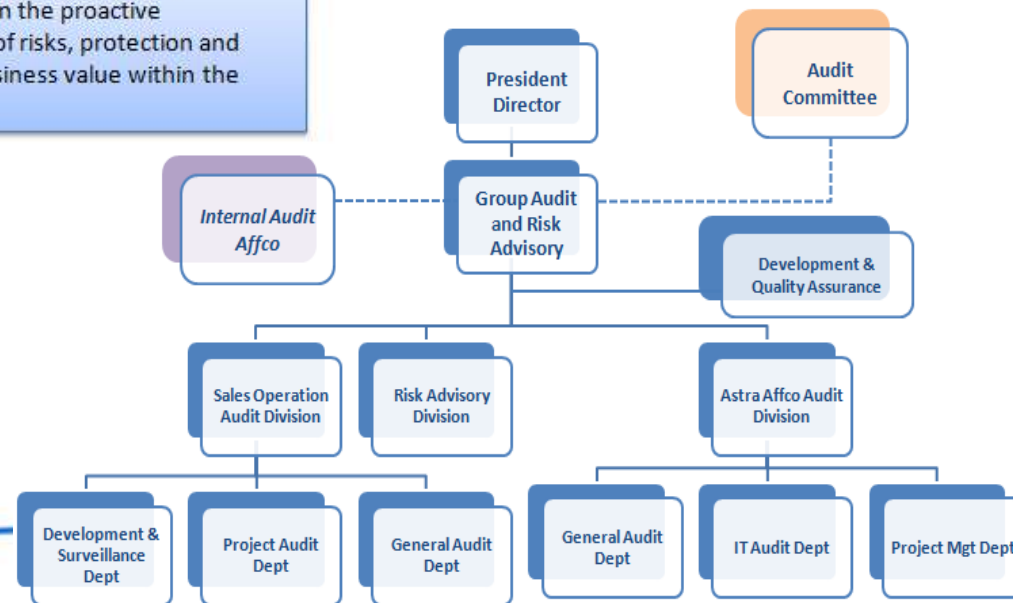 n the proactive
of risks, protection and
siness value within the
President
Director
Audit
Committee
Internal Audit
Affco
Group Audit
and Risk
Advisory
Development &
Quality Assurance
Sales Operation
Audit Division
Risk Advisory
Division
Astra Affco Audit
Division
Development &
Surveillance
Dept
Project Audit
Dept
General Audit
Dept
General Audit
Dept
IT Audit Dept
Project Mgt Dept